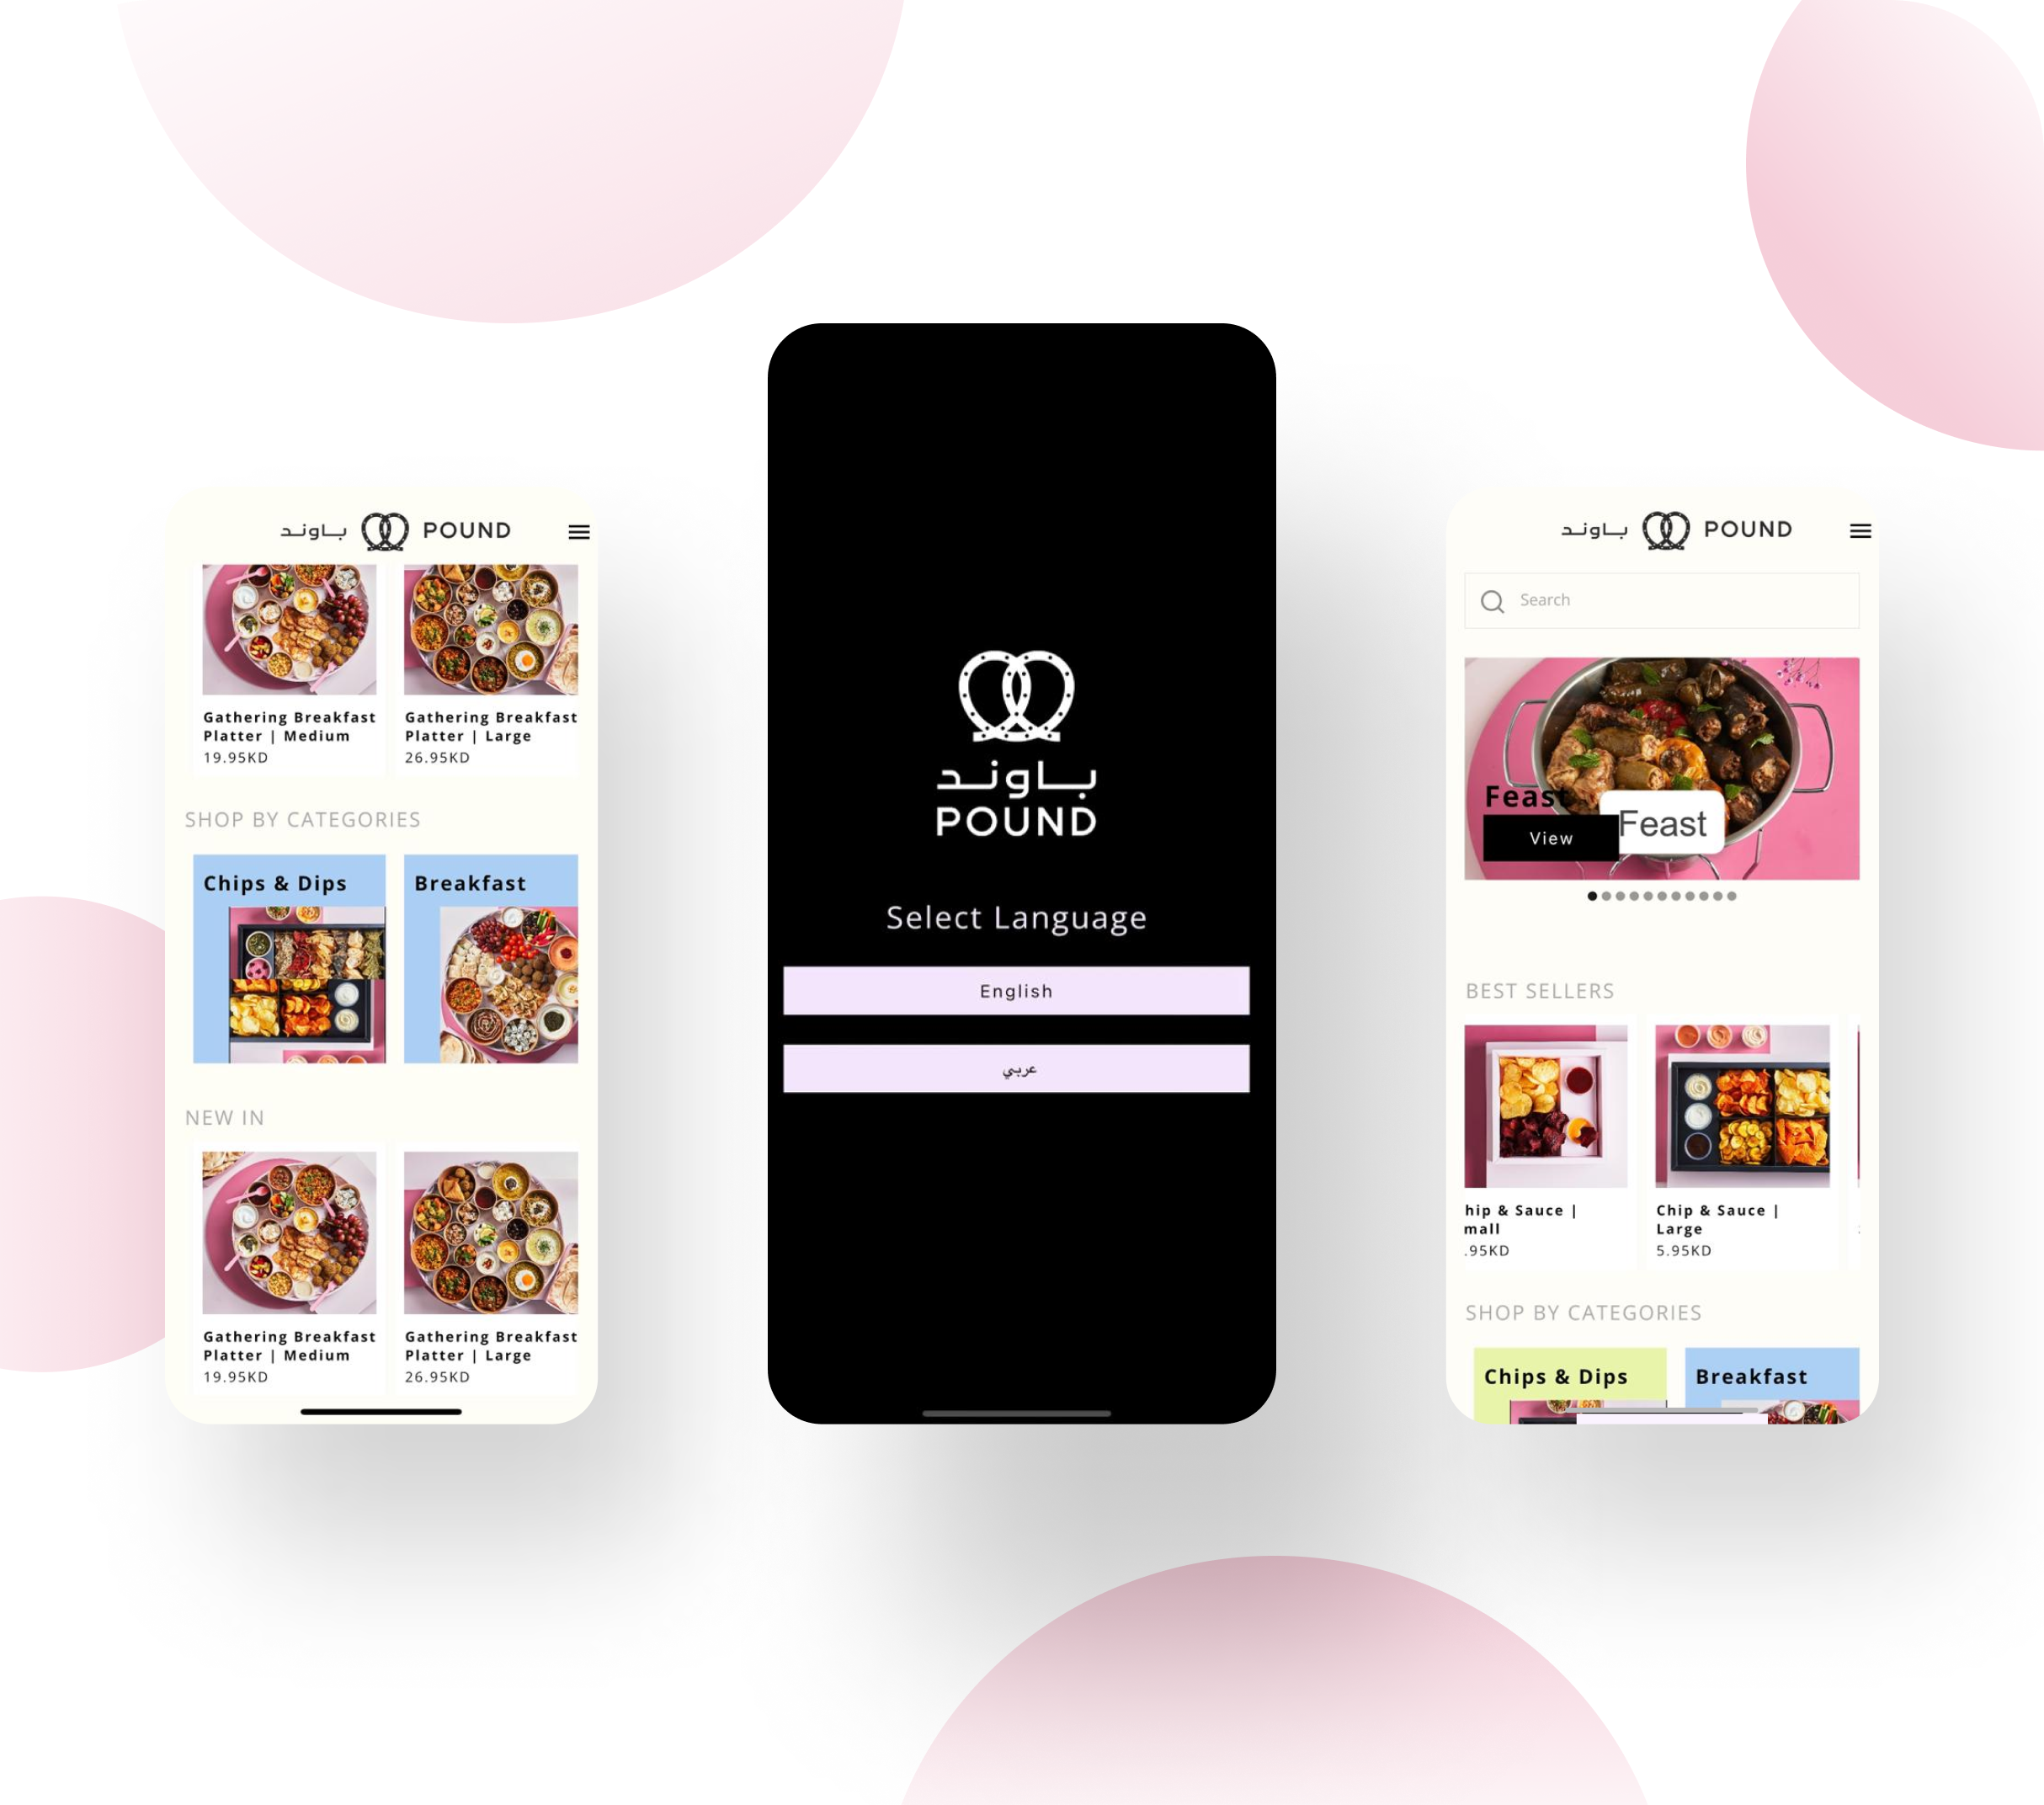 باوند POUND
Gathering Breakfast
Platter | Medium
19.95KD
Gathering Breakfast
Platter | Large
26.95KD
SHOP BY CATEGORIES
Chips & Dips
Breakfast
NEW IN
Gathering Breakfast
Platter | Medium
19.95KD
Gathering Breakfast
Platter | Large
26.95KD
باوند
POUND
Select Language
English
عربي
باوند POUND
Search
Feast
Feast
View
BEST SELLERS
hip & Sauce |
mall
.95KD
Chip & Sauce |
Large
5.95KD
SHOP BY CATEGORIES
Chips & Dips
Breakfast